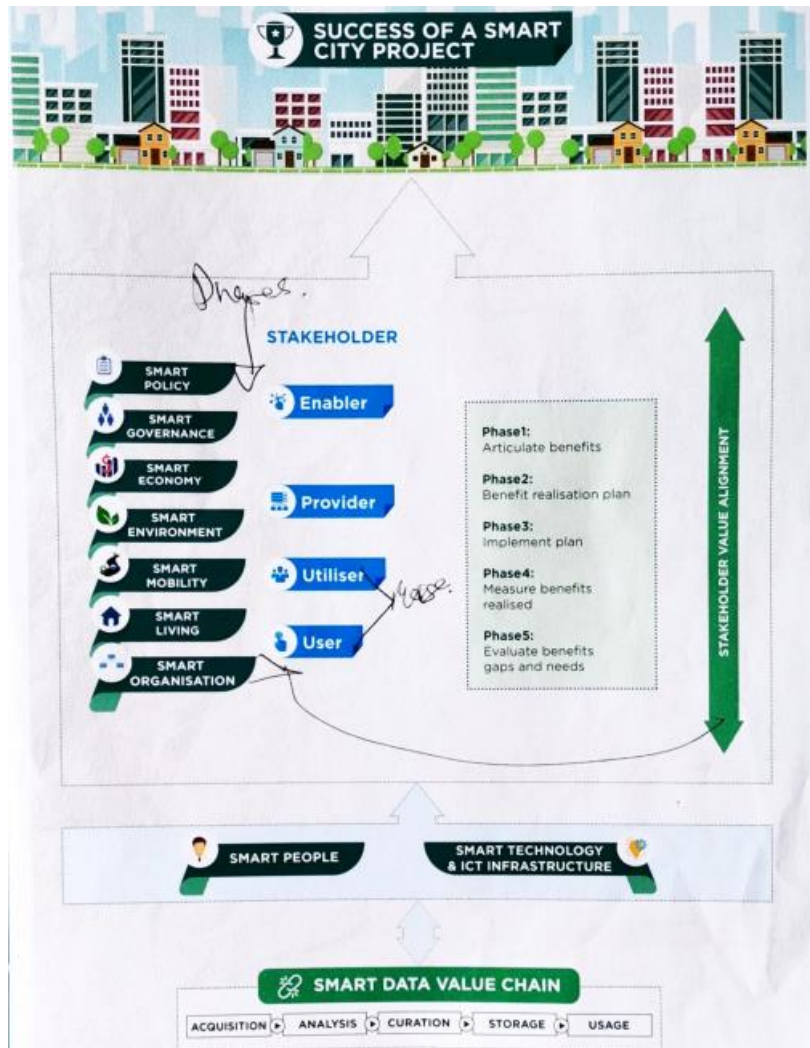 SUCCESS OF A SMART
CITY PROJECT
STAKEHOLDER
SMART
POLICY
SMART
GOVERNANCE
SMART
ECONOMY
SMART
ENVIRONMENT
SMART
MOBILITY
SMART
LIVING
SMART
ORGANISATION
Enabler
Provider
Utiliser
User
Phase1:
Articulate benefits
Phase2:
Benefit realisation plan
Phase3:
Implement plan
Phase4:
Measure benefits
realised
Phase5:
Evaluate benefits
gaps and needs
STAKEHOLDER VALUE ALIGNMENT
SMART PEOPLE
SMART TECHNOLOGY
& ICT INFRASTRUCTURE
SMART DATA VALUE CHAIN
ACQUISITION
ANALYSIS
CURATION
STORAGE
USAGE